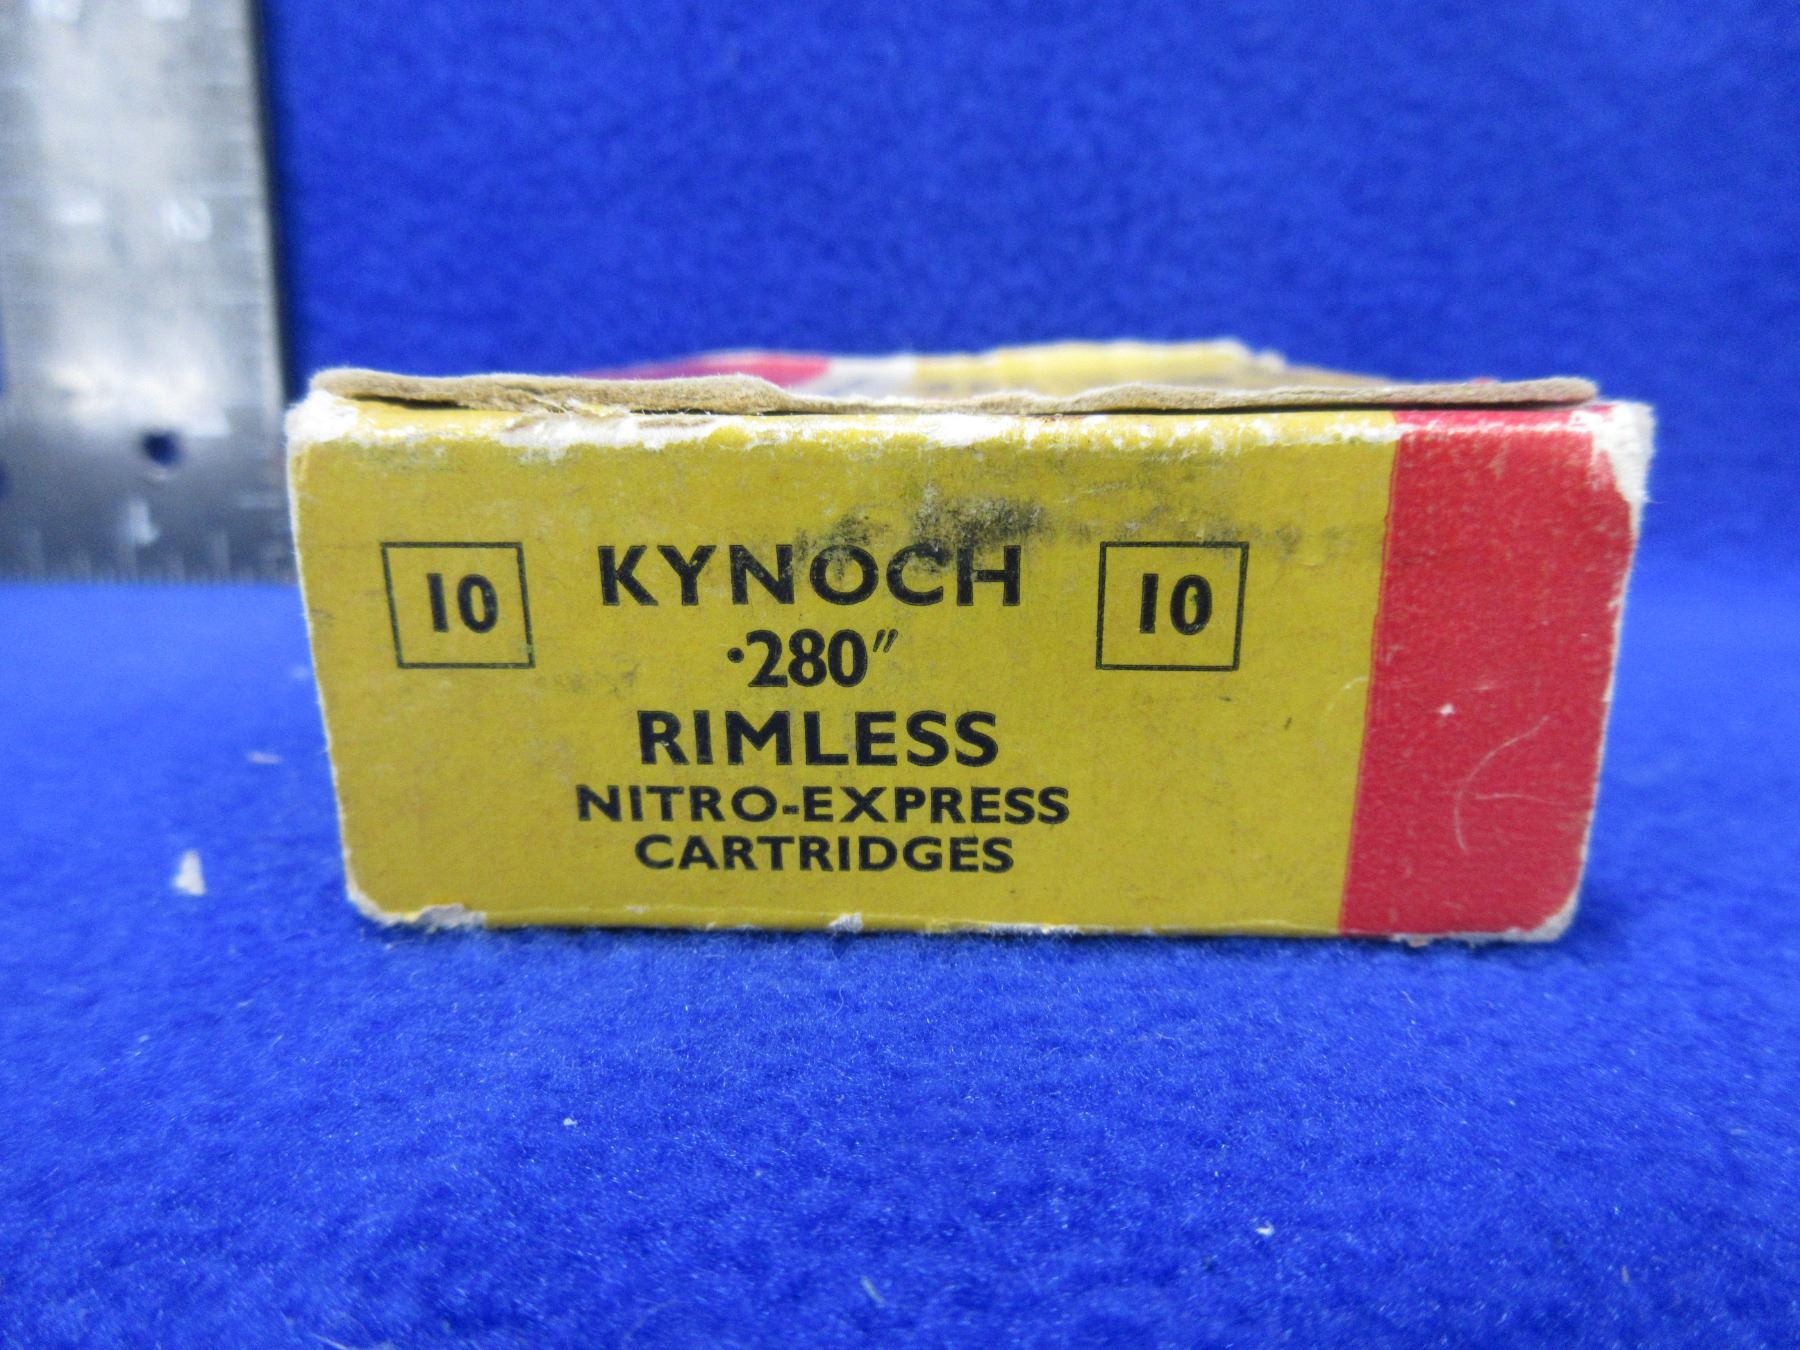 10 KYNOCH 10
·280"
RIMLESS
NITRO-EXPRESS
CARTRIDGES